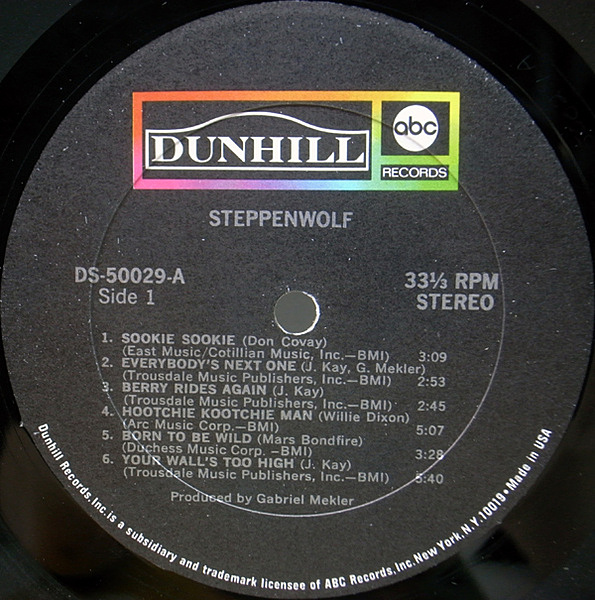 DUNHILL
abc
RECORDS
STEPPENWOLF
DS-50029-A
Side 1
33⅓ RPM
STEREO
1. SOOKIE SOOKIE (Don Covay)
(East Music/Cotillian Music, Inc.—BMI) 3:09
2. EVERYBODY'S NEXT ONE (J. Kay, G. Mekler)
(Trousdale Music Publishers, Inc.—BMI) 2:53
3. BERRY RIDES AGAIN (J. Kay)
(Trousdale Music Publishers, Inc.—BMI) 2:45
4. HOOTCHIE KOOTCHIE MAN (Willie Dixon)
(Arc Music Corp.—BMI) 5:07
5. BORN TO BE WILD (Mars Bondfire)
(Duchess Music Corp. —BMI) 3:28
6. YOUR WALL'S TOO HIGH (J. Kay)
(Trousdale Music Publishers, Inc.—BMI) 5:40
Produced by Gabriel Mekler
Dunhill Records, Inc. is a subsidiary and trademark licensee of ABC Records, Inc. New York, N.Y. 10019 • Made in USA